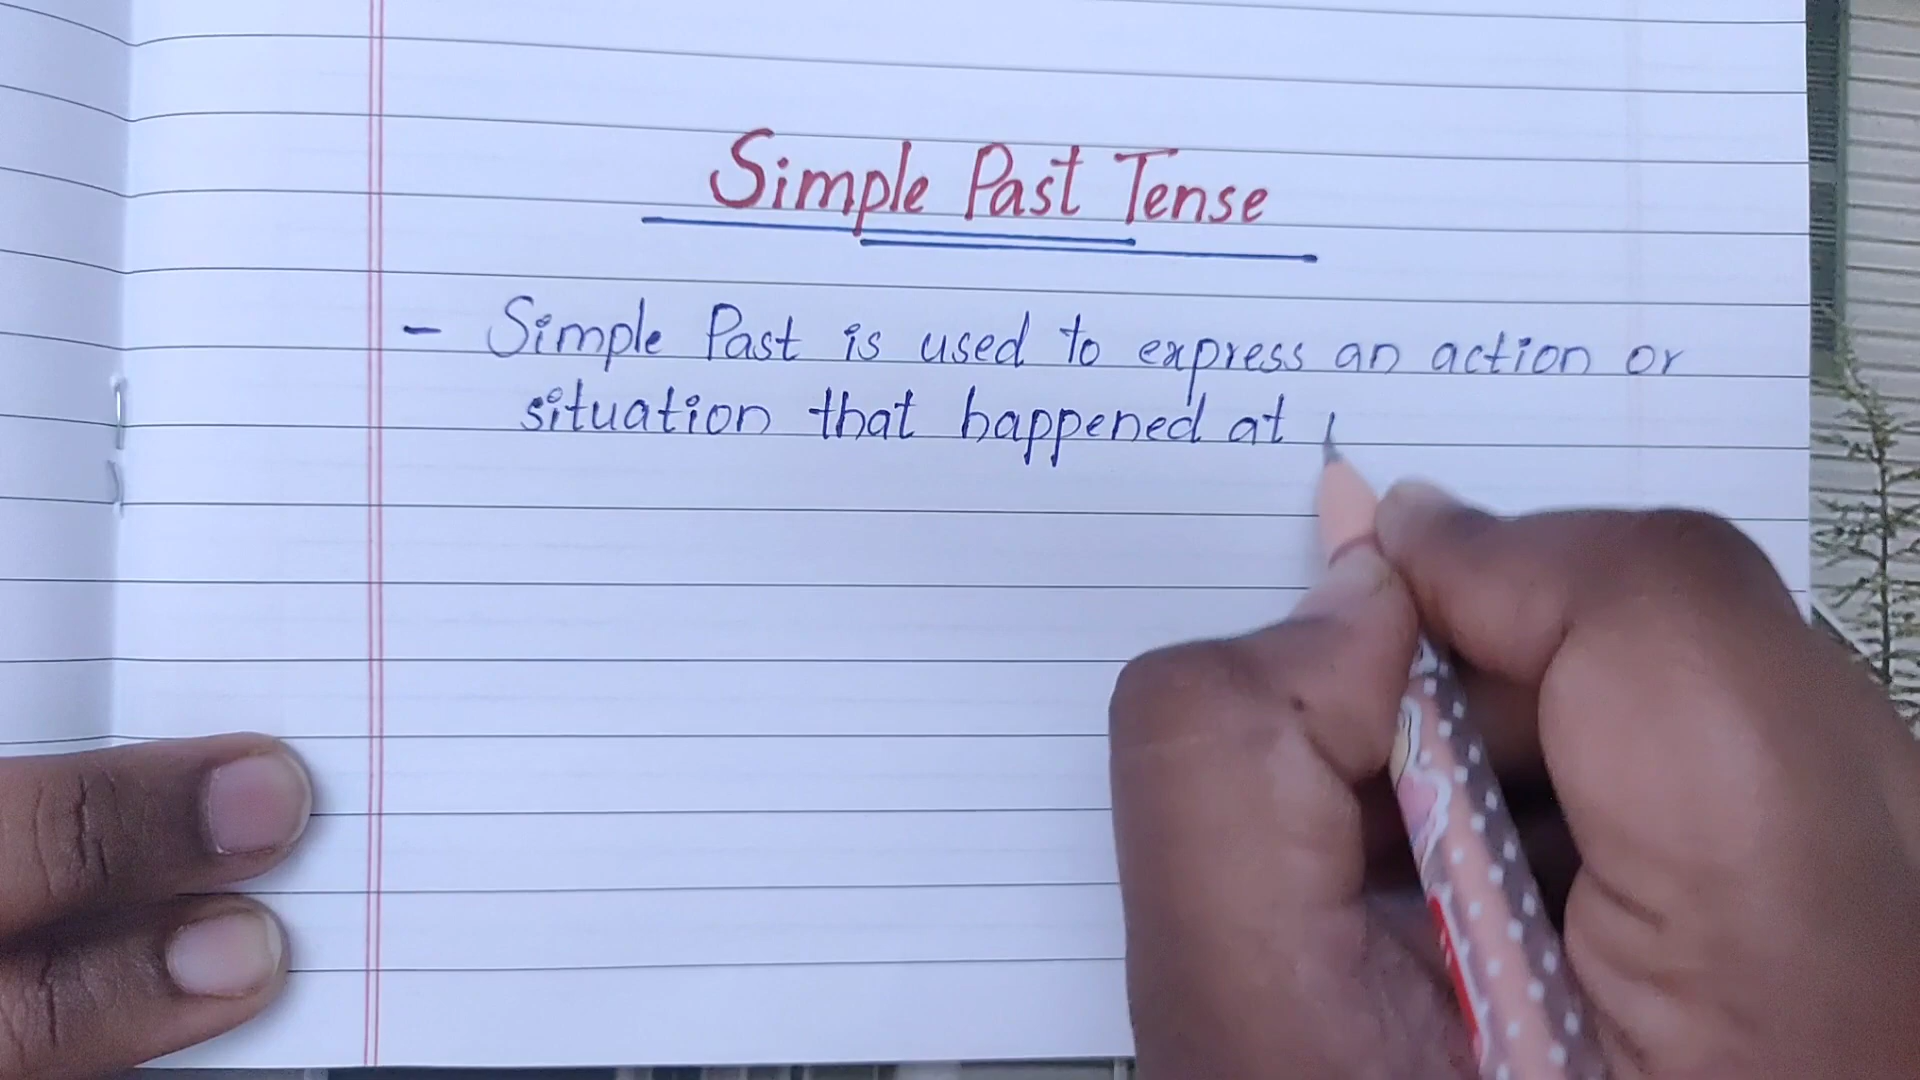 Simple Past Tense
- Simple Past is used to express an action or
situation that happened at